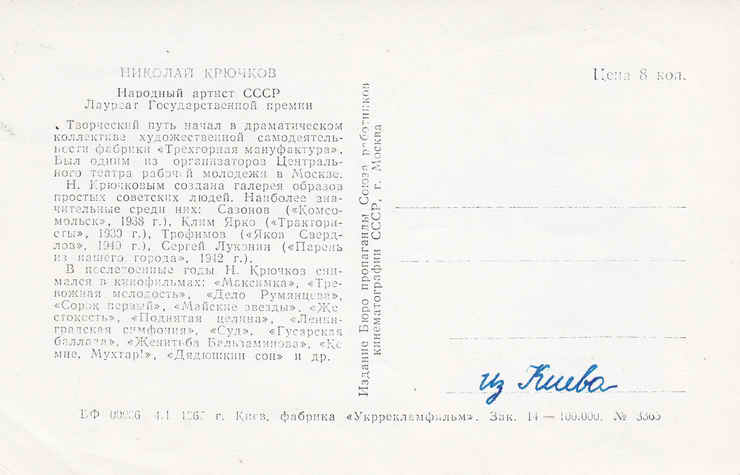 НИКОЛАЙ КРЮЧКОВ
Народный артист СССР
Лауреат Государственной премии
Творческий путь начал в драматическом
коллективе художественной самодеятель-
ности фабрики «Трехгорная мануфактура».
Был одним из организаторов Централь-
ного театра рабочей молодежи в Москве.
Н. Крючковым создана галерея образов
простых советских людей. Наиболее зна-
чительные среди них: Сазонов («Комсо-
мольск», 1938 г.), Клим Ярко («Трактори-
сты», 1939 г.), Трофимов («Яков Сверд-
лов», 1940 г.), Сергей Луконин («Парень
из нашего города», 1942 г.).
В послевоенные годы Н. Крючков сни-
мался в кинофильмах: «Максимка», «Тре-
вожная молодость», «Дело Румянцева»,
«Сорок первый», «Майские звезды», «Же-
стокость», «Поднятая целина», «Ленин-
градская симфония», «Суд», «Гусарская
баллада», «Женитьба Бальзаминова», «Ко
мне, Мухтар!», «Дядюшкин сон» и др.
Издание Бюро пропаганды Союза работников
кинематографии СССР, г. Москва
Цена 8 коп.
из Киева
БФ 4.1 г. Киев, фабрика «Укррекламфильм». Зак. 14 — 100.000. №